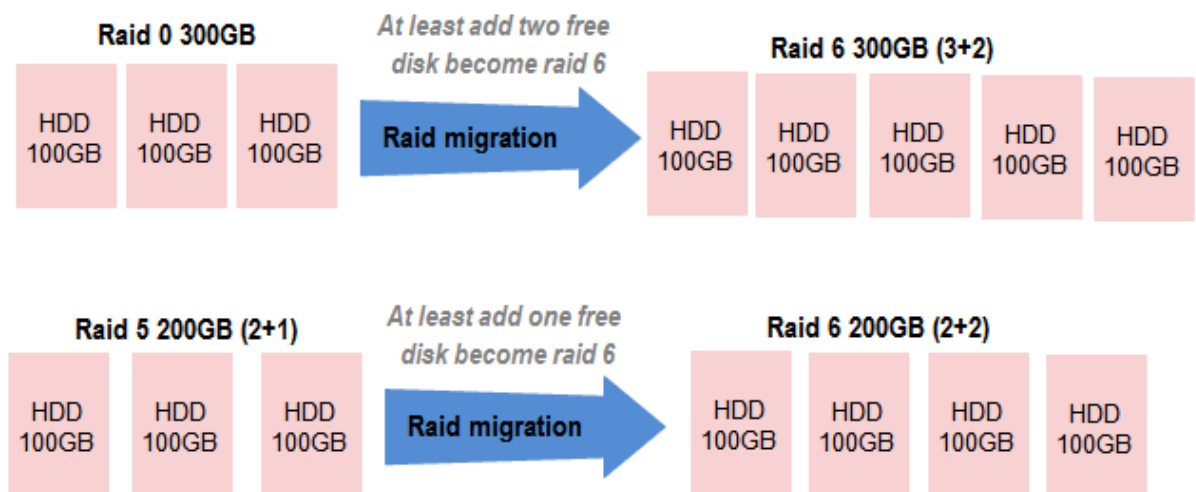 Raid 0 300GB
At least add two free
disk become raid 6
Raid 6 300GB (3+2)
HDD
100GB
HDD
100GB
HDD
100GB
Raid migration
HDD
100GB
HDD
100GB
HDD
100GB
HDD
100GB
HDD
100GB
Raid 5 200GB (2+1)
At least add one free
disk become raid 6
Raid 6 200GB (2+2)
HDD
100GB
HDD
100GB
HDD
100GB
Raid migration
HDD
100GB
HDD
100GB
HDD
100GB
HDD
100GB